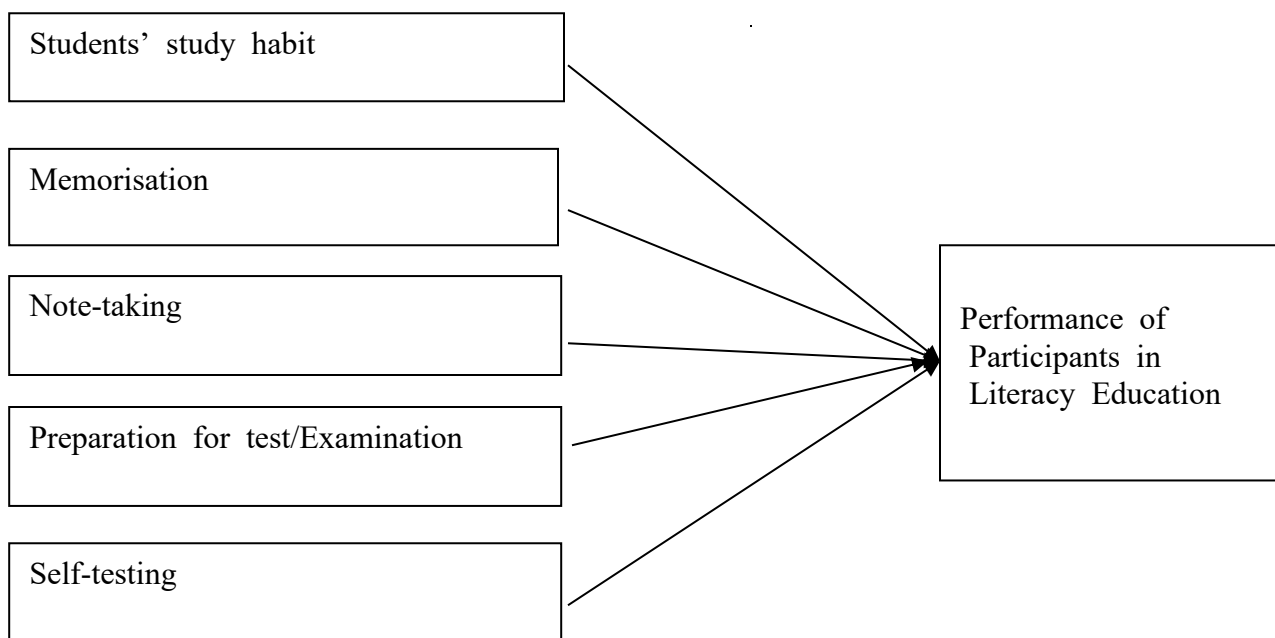 Students’ study habit
Memorisation
Note-taking
Preparation for test/Examination
Self-testing
Performance of
Participants in
Literacy Education